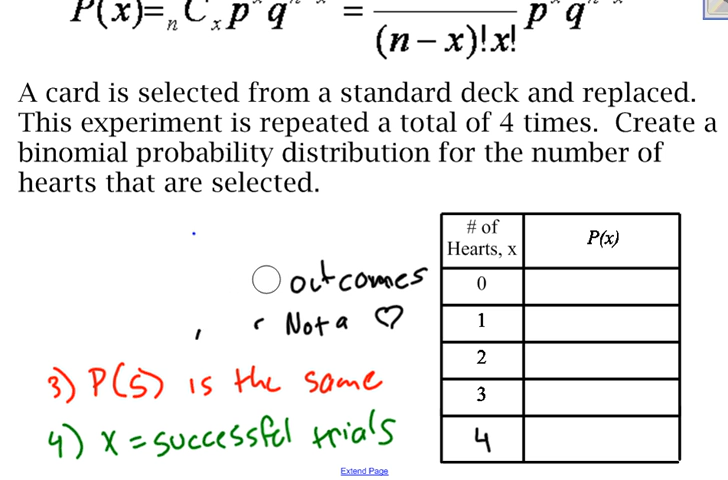 P(x) = nCx p q = (n – x)!x! p q
A card is selected from a standard deck and replaced.
This experiment is repeated a total of 4 times. Create a
binomial probability distribution for the number of
hearts that are selected.
# of Hearts, x P(x)
outcomes 0
Not a ♡ 1
2
3) P(S) is the same 3
4) x = successful trials 4
Extend Page